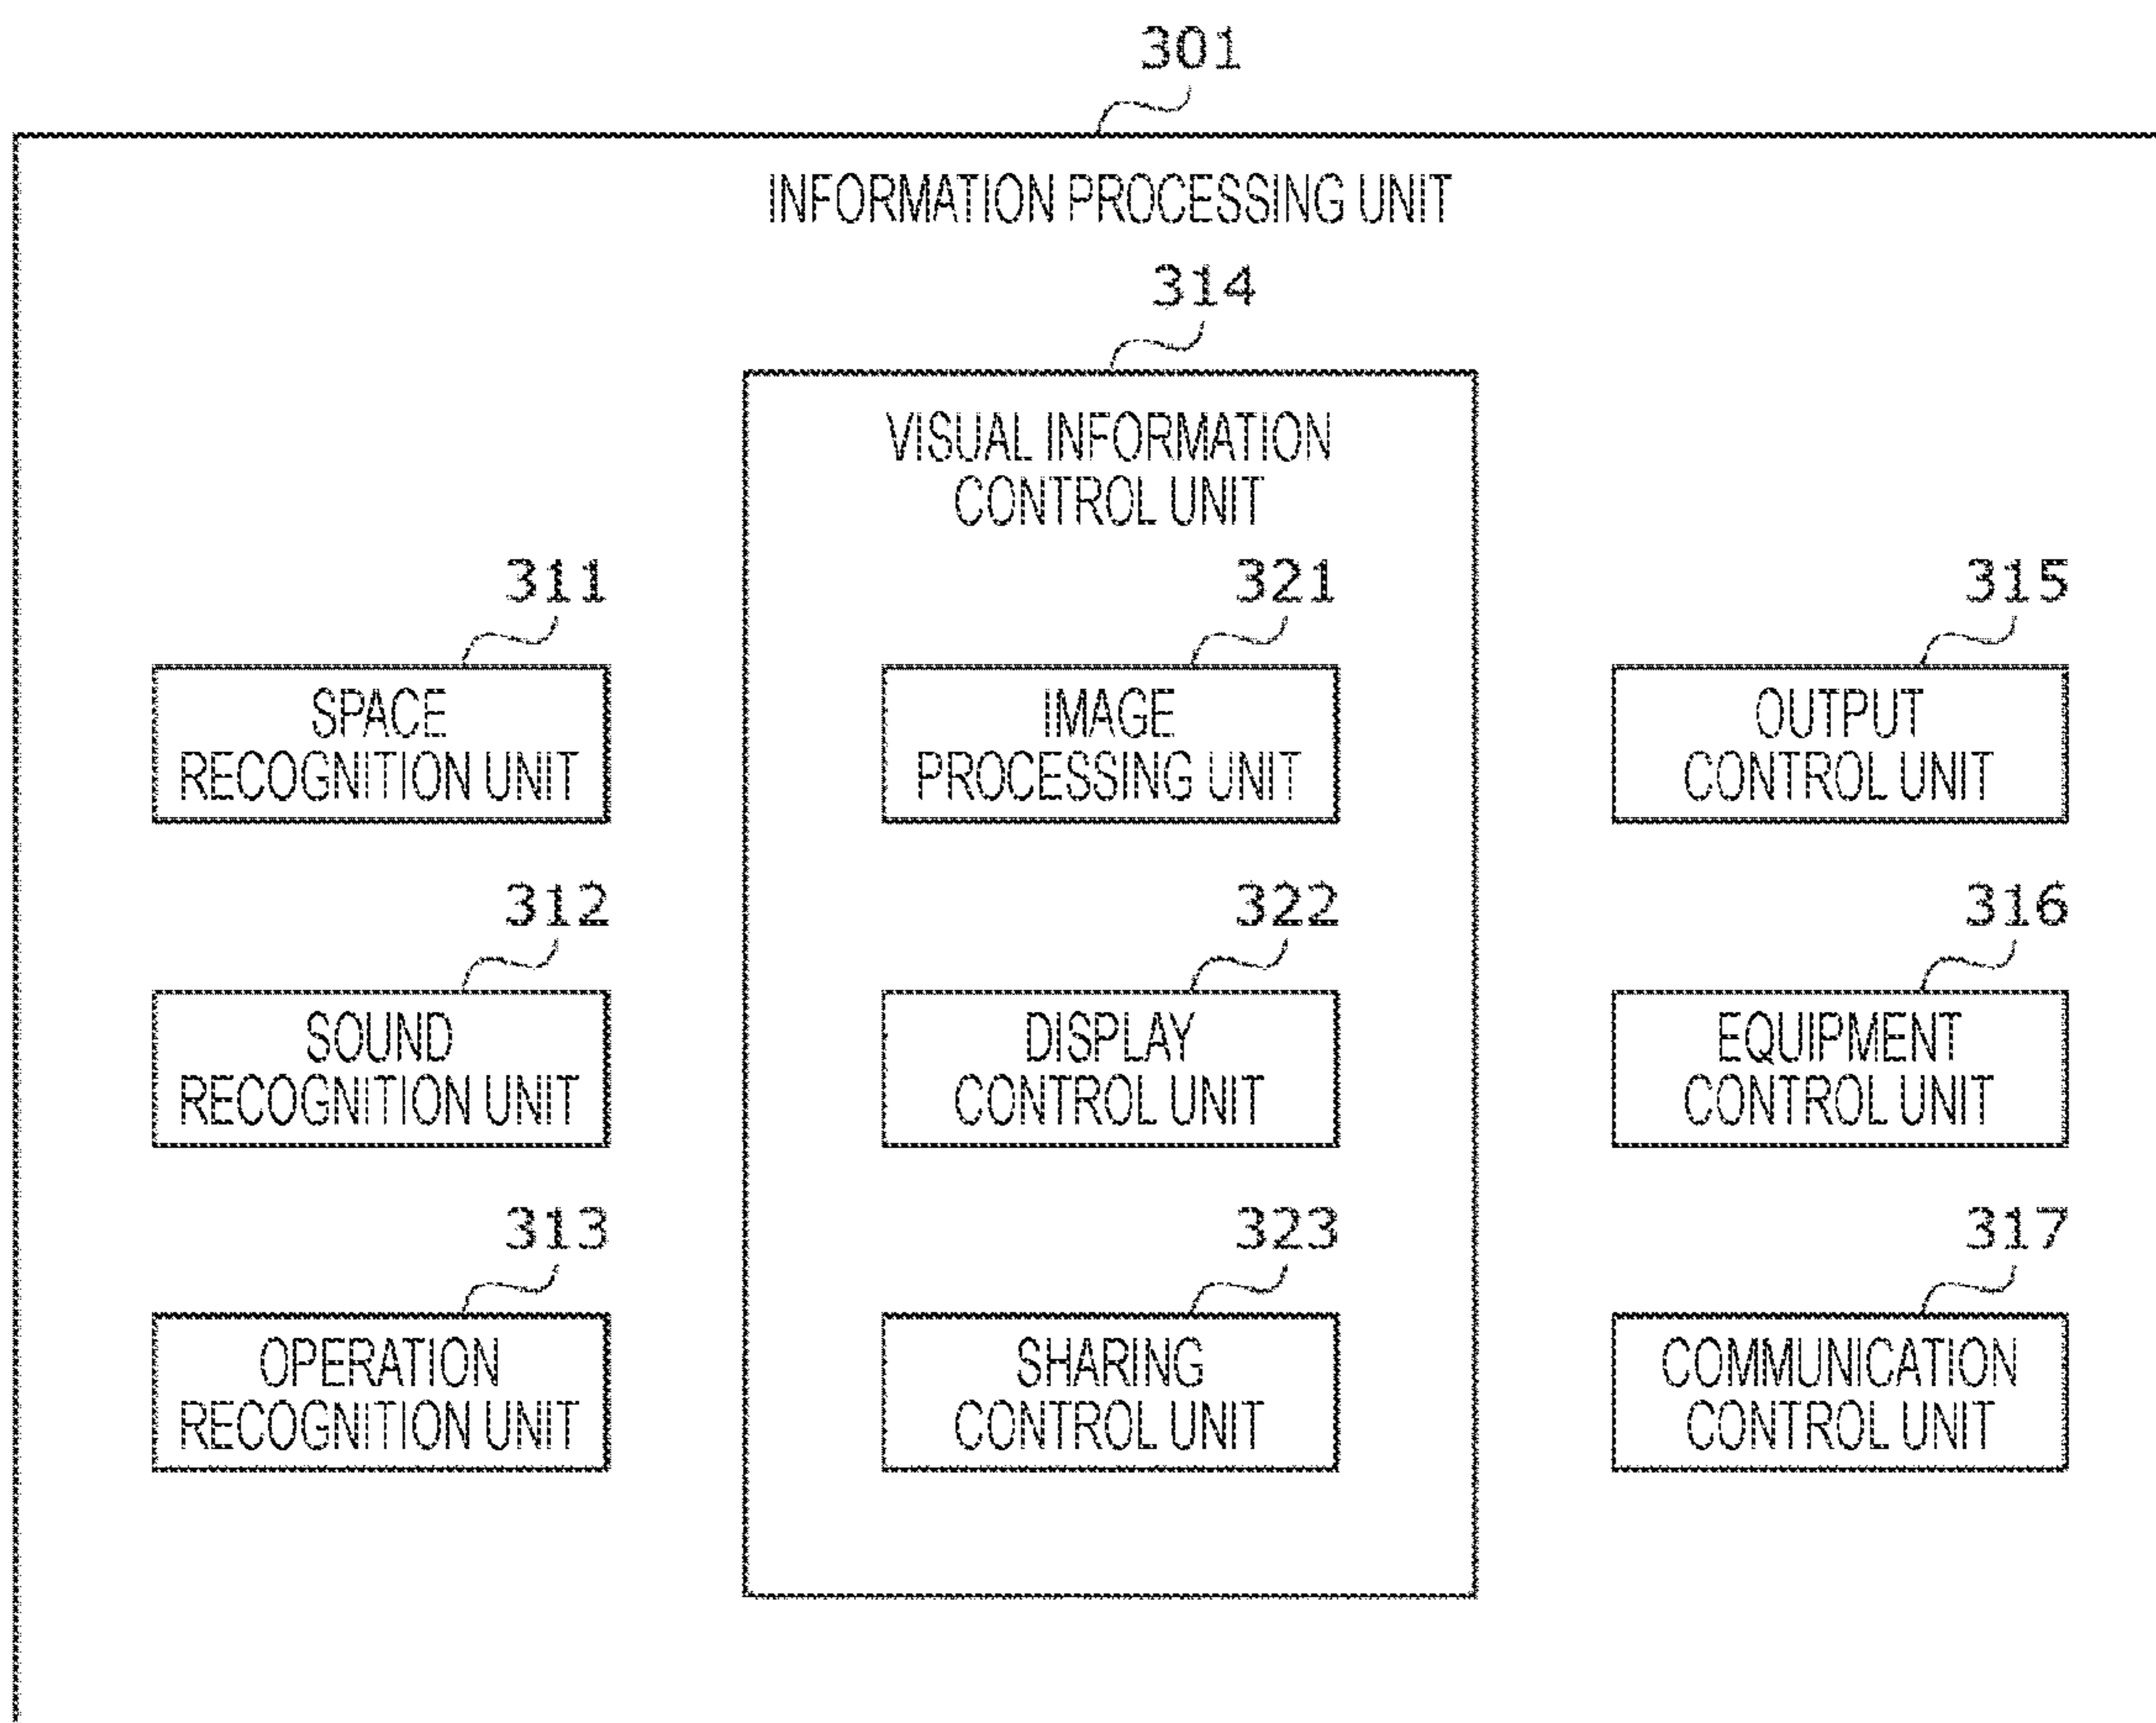 301
INFORMATION PROCESSING UNIT
314
VISUAL INFORMATION
CONTROL UNIT
311
SPACE
RECOGNITION UNIT
321
IMAGE
PROCESSING UNIT
315
OUTPUT
CONTROL UNIT
312
SOUND
RECOGNITION UNIT
322
DISPLAY
CONTROL UNIT
316
EQUIPMENT
CONTROL UNIT
313
OPERATION
RECOGNITION UNIT
323
SHARING
CONTROL UNIT
317
COMMUNICATION
CONTROL UNIT